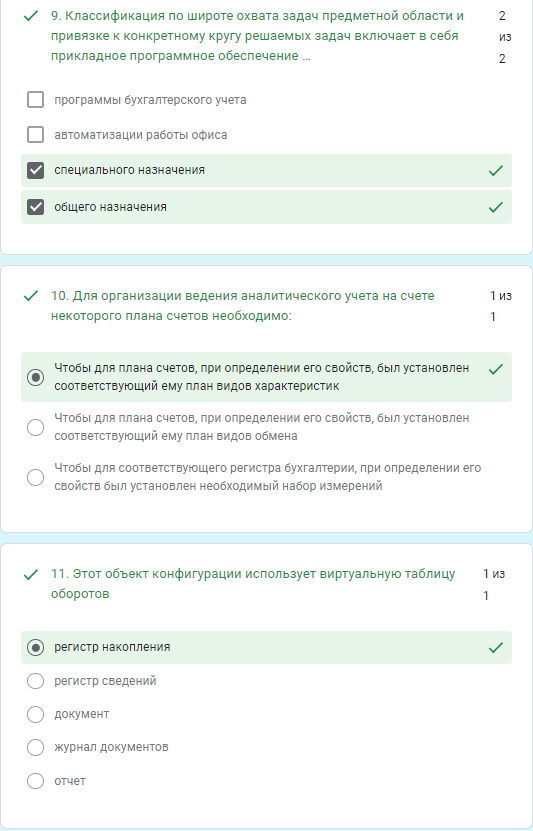 9. Классификация по широте охвата задач предметной области и
привязке к конкретному кругу решаемых задач включает в себя
прикладное программное обеспечение ...
2
из
2
программы бухгалтерского учета
автоматизации работы офиса
специального назначения
общего назначения
10. Для организации ведения аналитического учета на счете
некоторого плана счетов необходимо:
1 из
1
Чтобы для плана счетов, при определении его свойств, был установлен
соответствующий ему план видов характеристик
Чтобы для плана счетов, при определении его свойств, был установлен
соответствующий ему план видов обмена
Чтобы для соответствующего регистра бухгалтерии, при определении его
свойств был установлен необходимый набор измерений
11. Этот объект конфигурации использует виртуальную таблицу
оборотов
1 из
1
регистр накопления
регистр сведений
документ
журнал документов
отчет